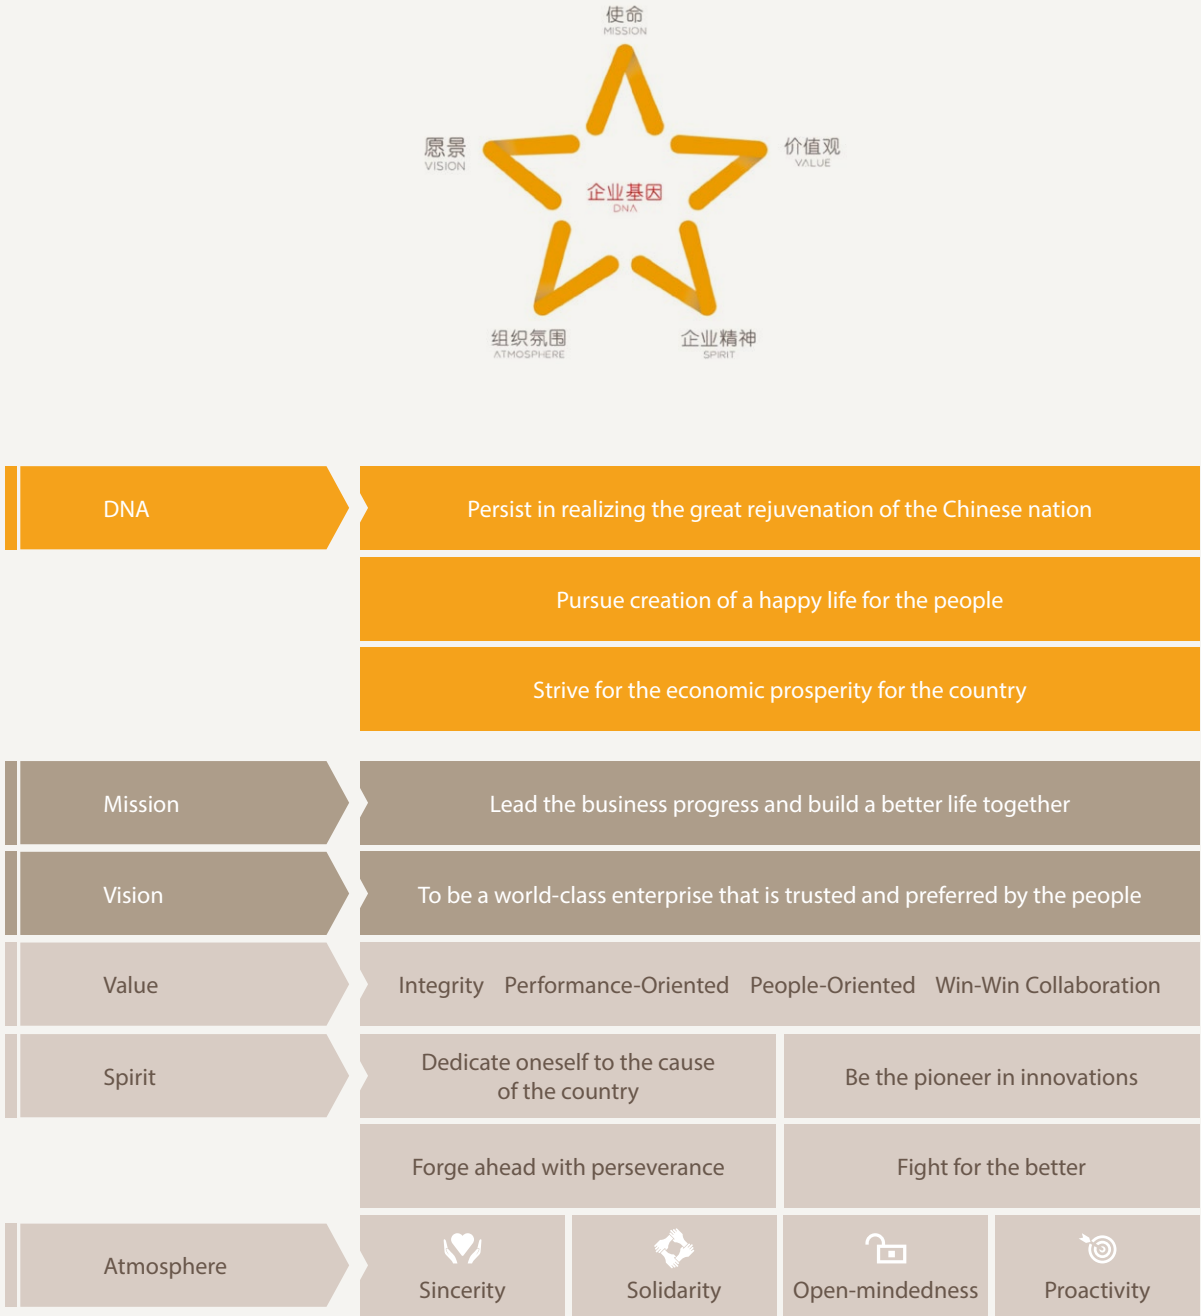 使命
MISSION
愿景
VISION
价值观
VALUE
企业基因
DNA
组织氛围
ATMOSPHERE
企业精神
SPIRIT
DNA
Persist in realizing the great rejuvenation of the Chinese nation
Pursue creation of a happy life for the people
Strive for the economic prosperity for the country
Mission
Lead the business progress and build a better life together
Vision
To be a world-class enterprise that is trusted and preferred by the people
Value
Integrity Performance-Oriented People-Oriented Win-Win Collaboration
Spirit
Dedicate oneself to the cause
of the country
Be the pioneer in innovations
Forge ahead with perseverance
Fight for the better
Atmosphere
Sincerity
Solidarity
Open-mindedness
Proactivity